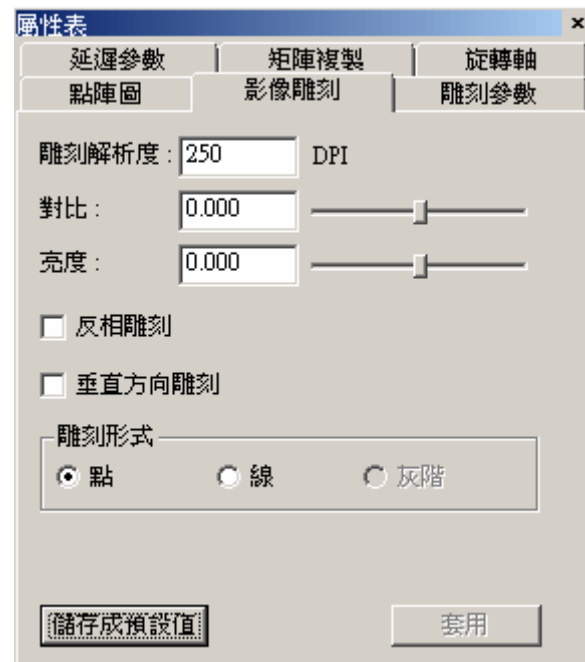 屬性表
延遲參數 矩陣複製 旋轉軸
點陣圖 影像雕刻 雕刻參數
雕刻解析度 : 250 DPI
對比 : 0.000
亮度 : 0.000
反相雕刻
垂直方向雕刻
雕刻形式
點 線 灰階
儲存成預設值 套用